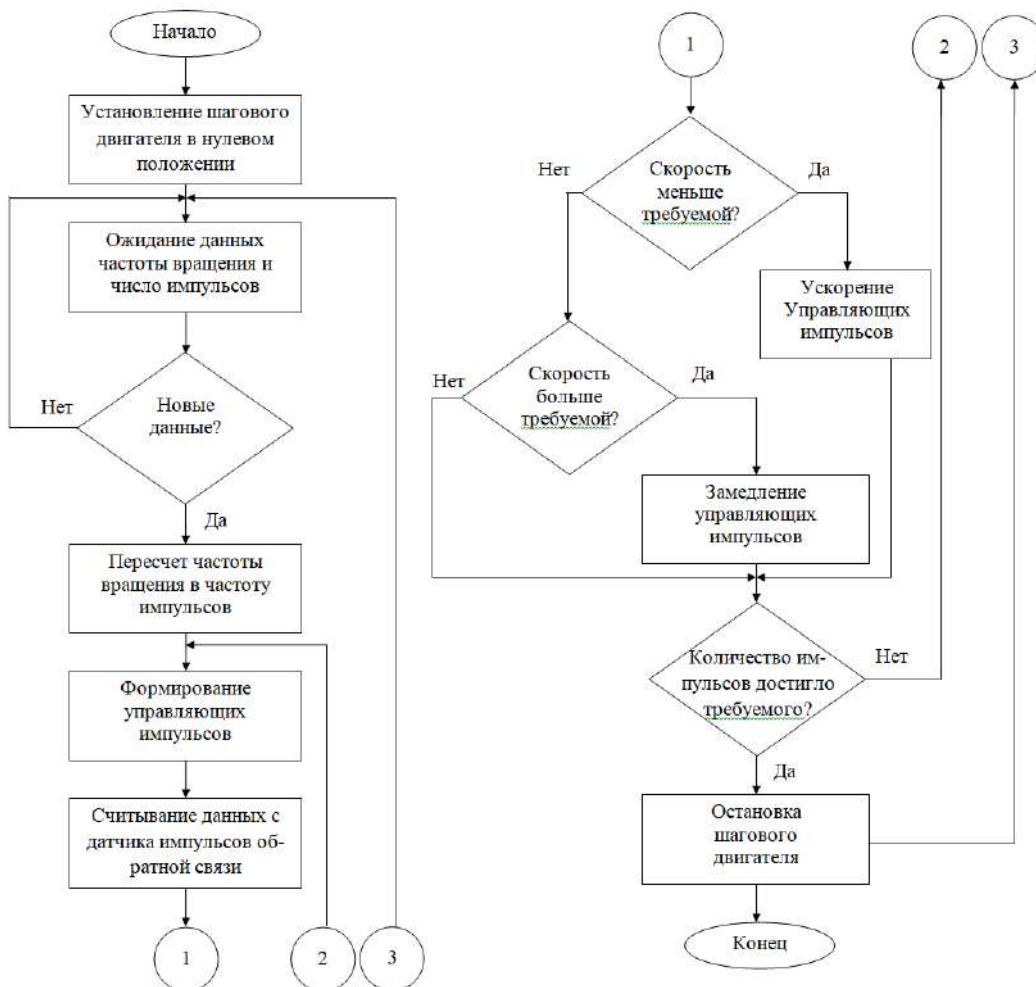 Начало
Установление шагового
двигателя в нулевом
положении
Ожидание данных
частоты вращения и
число импульсов
Новые
данные?
Нет
Да
Пересчет частоты
вращения в частоту
импульсов
Формирование
управляющих
импульсов
Считывание данных с
датчика импульсов об-
ратной связи
1
2
3
1
2
3
Нет
Скорость
меньше
требуемой?
Да
Ускорение
Управляющих
импульсов
Нет
Скорость
больше
требуемой?
Да
Замедление
управляющих
импульсов
Количество им-
пульсов достигло
требуемого?
Нет
Да
Остановка
шагового
двигателя
Конец